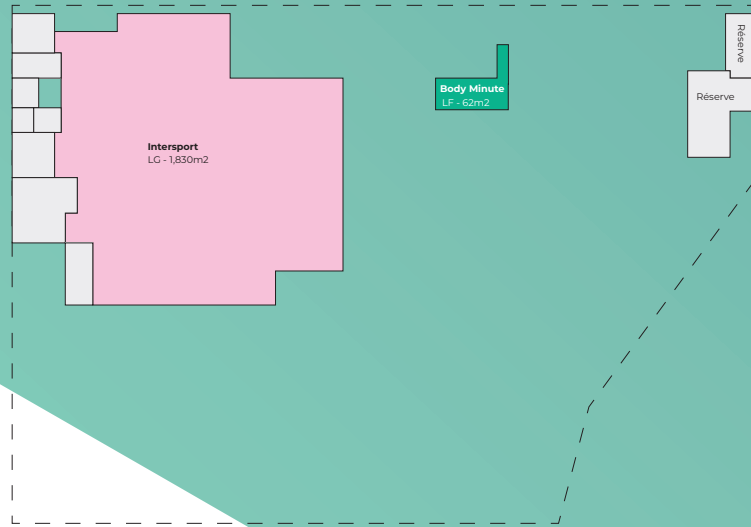 Réserve
Body Minute
LF - 62m2
Réserve
Intersport
LG - 1,830m2